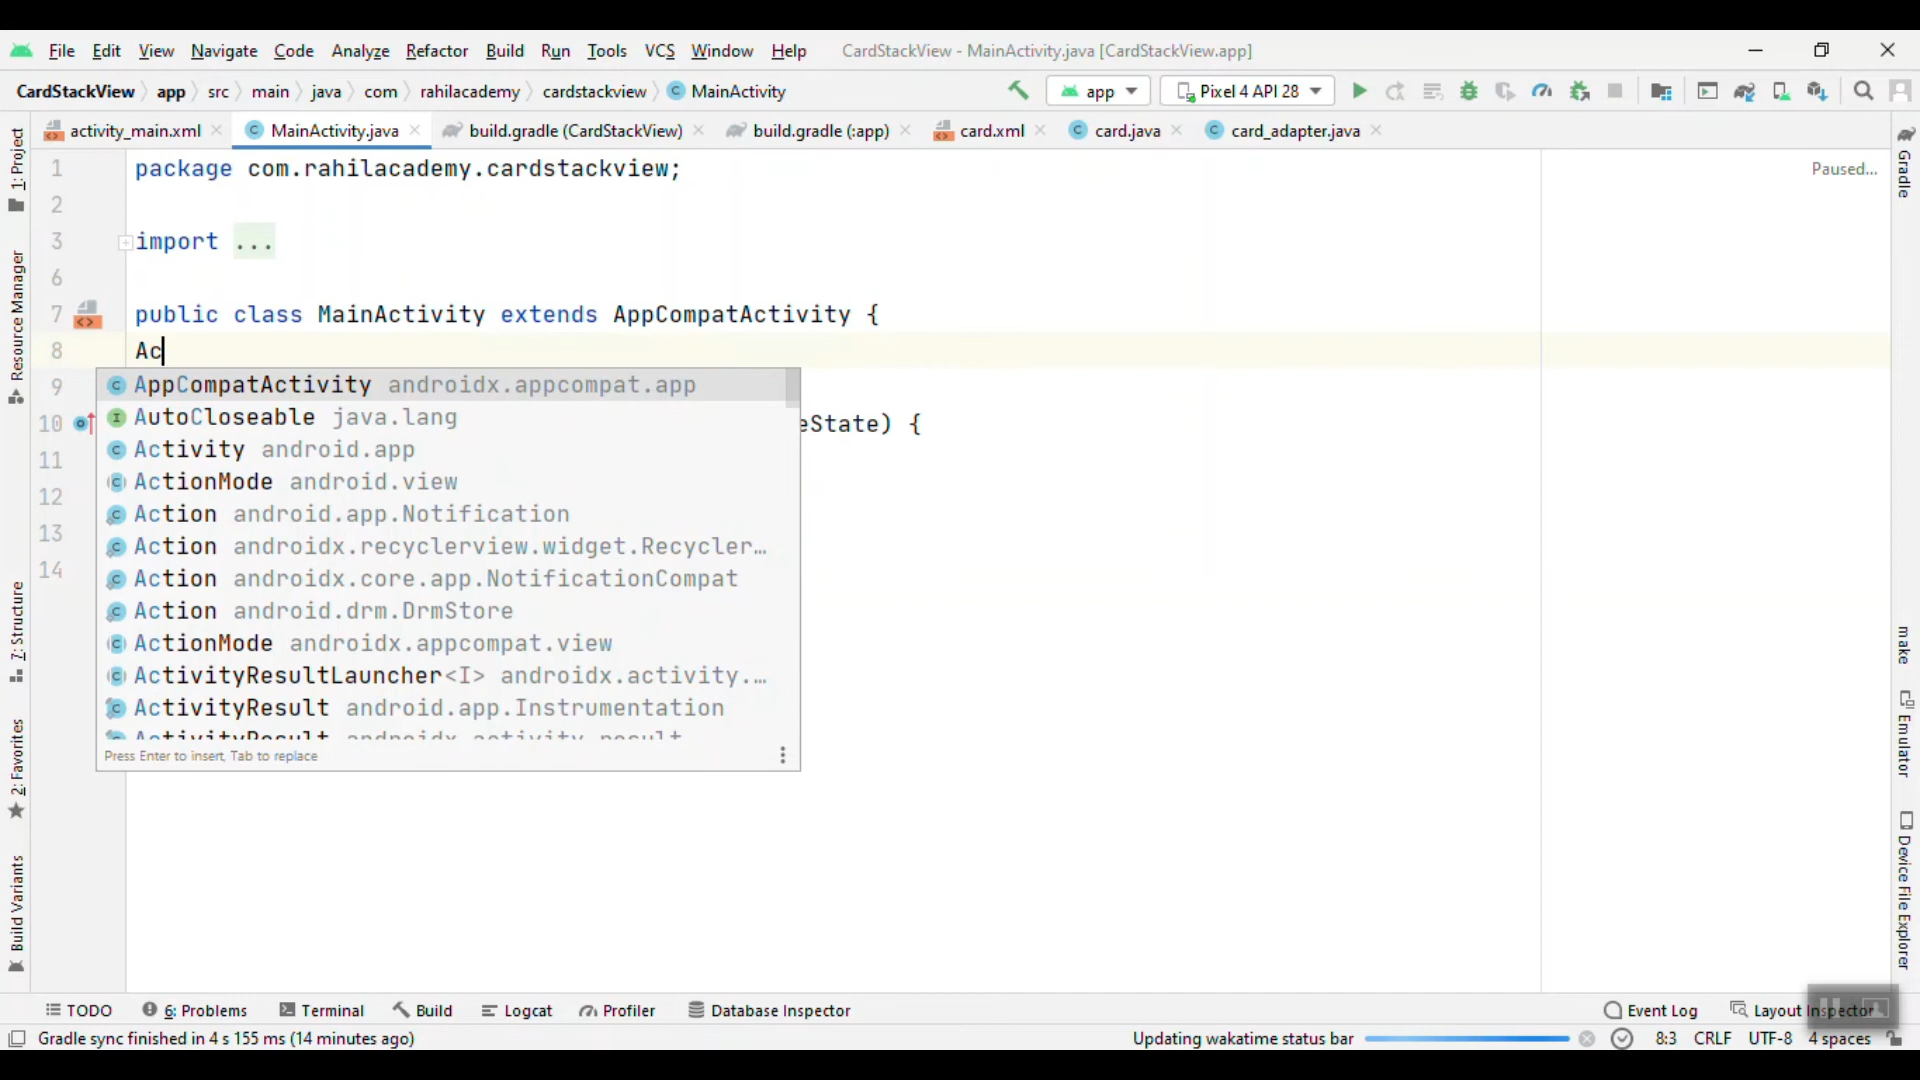 File Edit View Navigate Code Analyze Refactor Build Run Tools VCS Window Help CardStackView - MainActivity.java [CardStackView.app]
CardStackView app src main java com rahilacademy cardstackview MainActivity app Pixel 4 API 28
activity_main.xml MainActivity.java build.gradle (CardStackView) build.gradle (:app) card.xml card.java card_adapter.java
1: Project
Resource Manager
7: Structure
2: Favorites
Build Variants
1 package com.rahilacademy.cardstackview;
Paused...
2
3 import ...
6
7 public class MainActivity extends AppCompatActivity {
8 Ac
9
10 eState) {
11
12
13
14
AppCompatActivity androidx.appcompat.app
AutoCloseable java.lang
Activity android.app
ActionMode android.view
Action android.app.Notification
Action androidx.recyclerview.widget.Recycler…
Action androidx.core.app.NotificationCompat
Action android.drm.DrmStore
ActionMode androidx.appcompat.view
ActivityResultLauncher<I> androidx.activity.…
ActivityResult android.app.Instrumentation
ActivityResult androidx.activity.result
Press Enter to insert, Tab to replace
Gradle
make
Emulator
Device File Explorer
TODO 6: Problems Terminal Build Logcat Profiler Database Inspector Event Log Layout Inspector
Gradle sync finished in 4 s 155 ms (14 minutes ago) Updating wakatime status bar 8:3 CRLF UTF-8 4 spaces